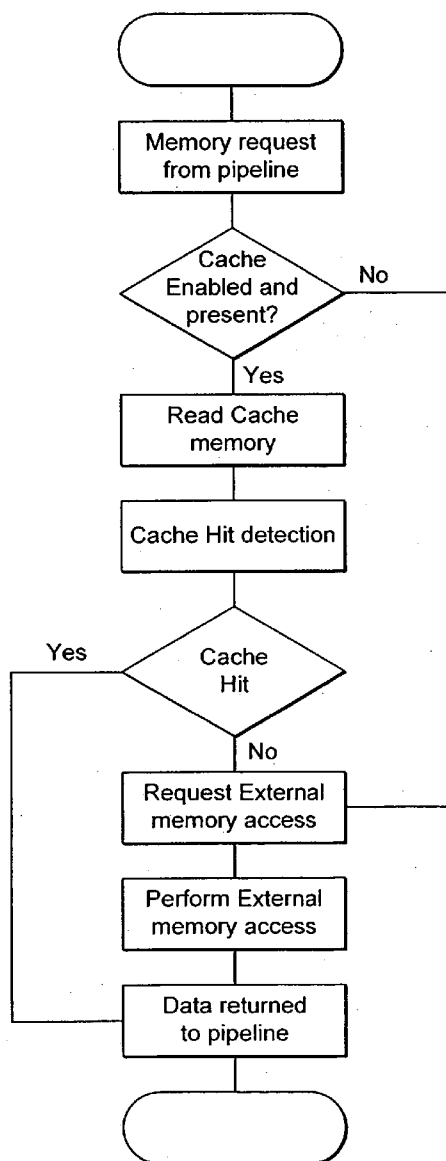 Memory request
from pipeline
Cache
Enabled and
present?
No
Yes
Read Cache
memory
Cache Hit detection
Yes
Cache
Hit
No
Request External
memory access
Perform External
memory access
Data returned
to pipeline